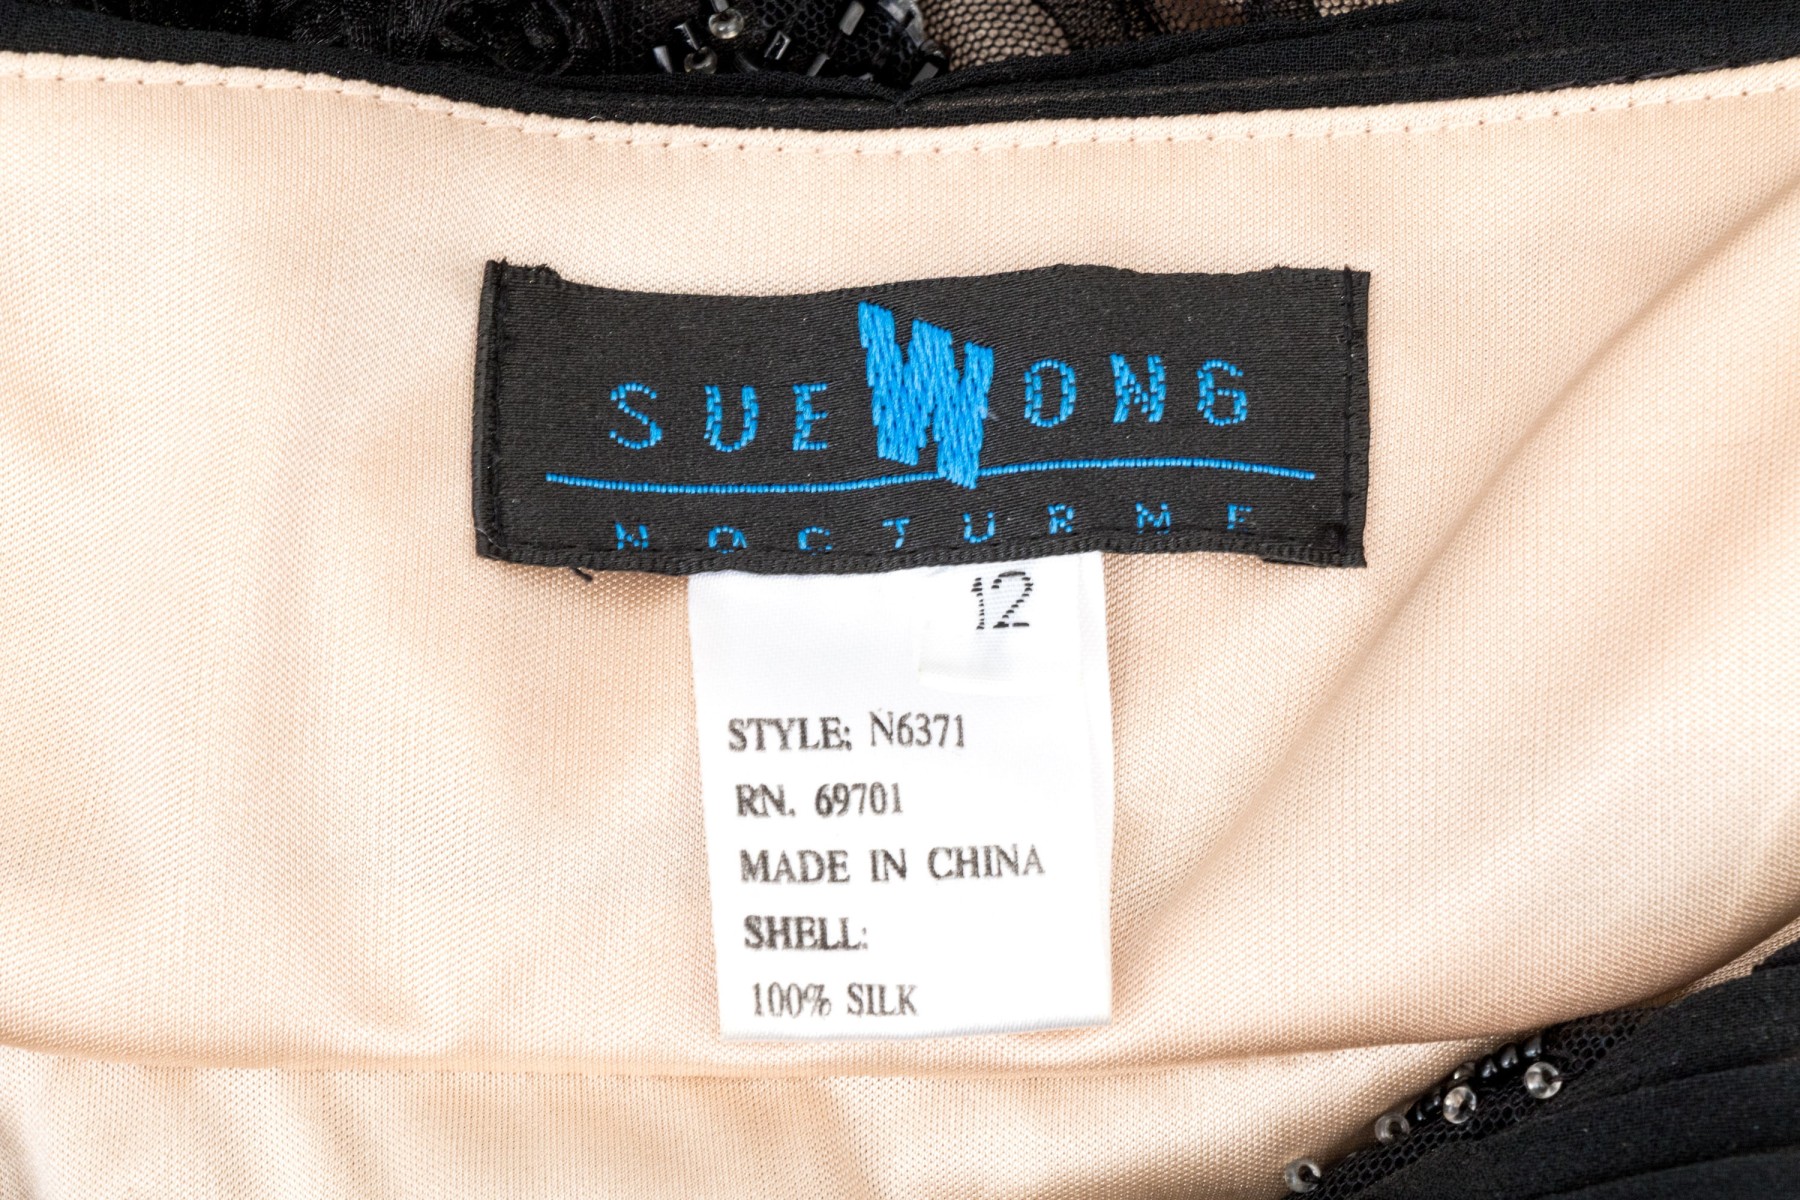 SUE WONG
NOCTURNE
12
STYLE: N6371
RN. 69701
MADE IN CHINA
SHELL:
100% SILK